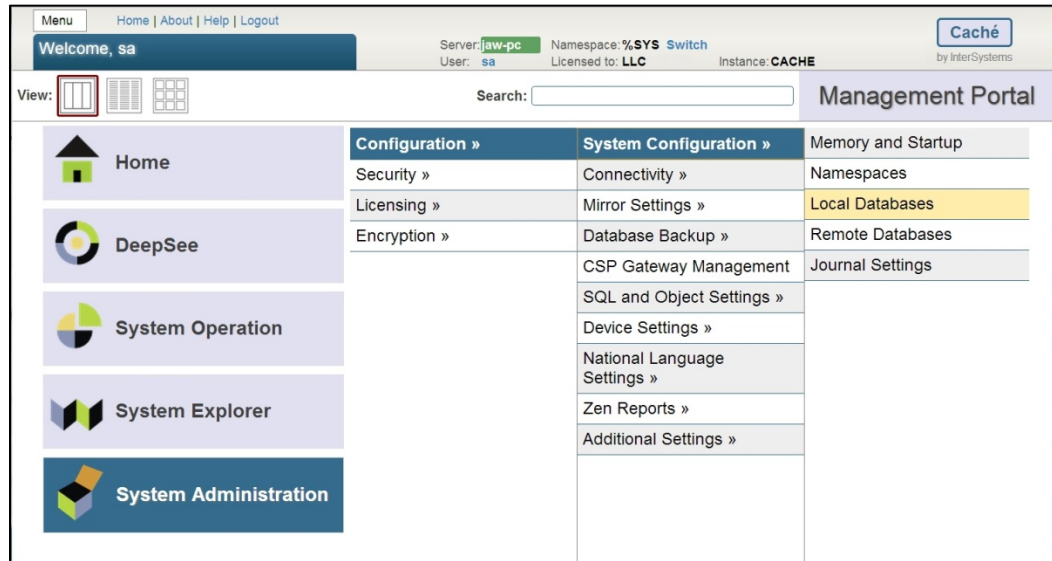 Menu Home | About | Help | Logout
Welcome, sa
Server: jaw-pc Namespace: %SYS Switch
User: sa Licensed to: LLC Instance: CACHE
Caché
by InterSystems
View:
Search:
Management Portal
Home
DeepSee
System Operation
System Explorer
System Administration
Configuration »
Security »
Licensing »
Encryption »
System Configuration »
Connectivity »
Mirror Settings »
Database Backup »
CSP Gateway Management
SQL and Object Settings »
Device Settings »
National Language
Settings »
Zen Reports »
Additional Settings »
Memory and Startup
Namespaces
Local Databases
Remote Databases
Journal Settings